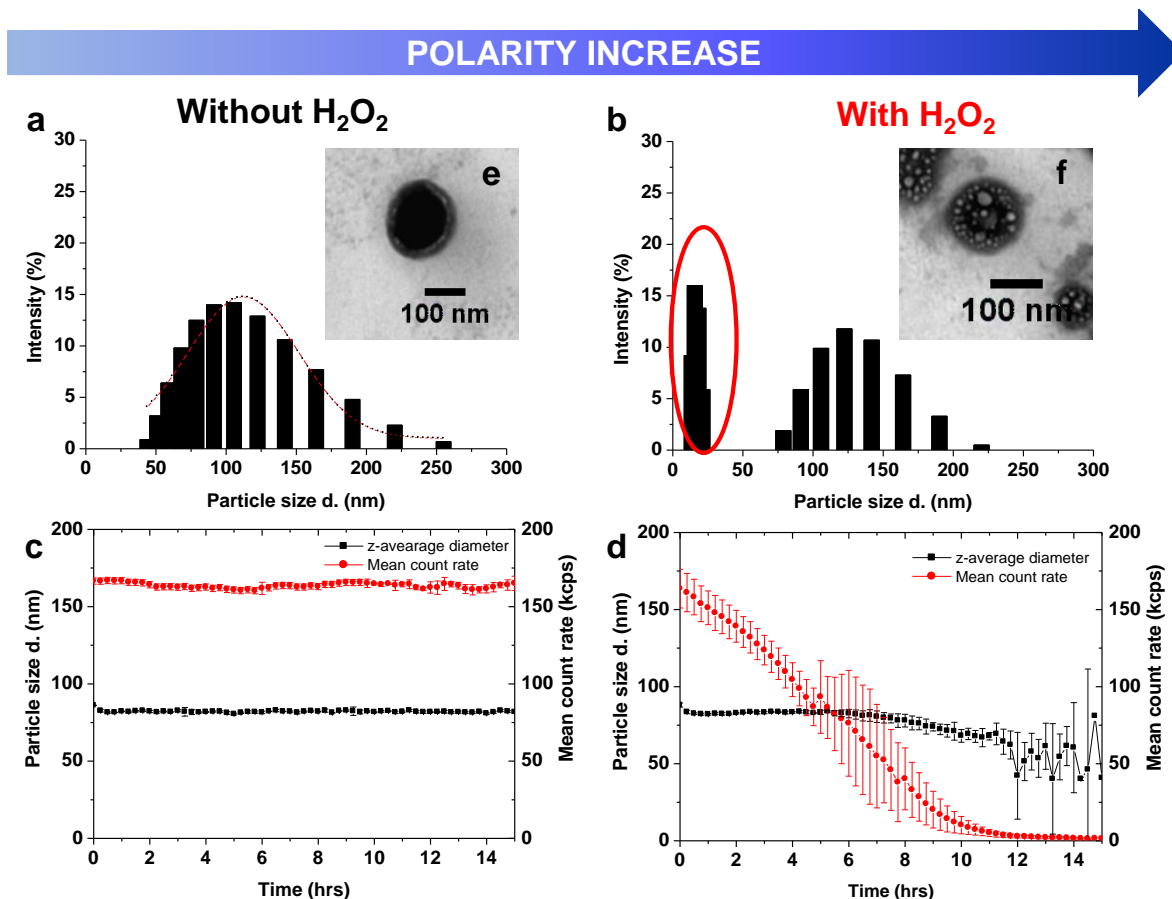 POLARITY INCREASE
Without H₂O₂
With H₂O₂
a
30
25
20
15
10
5
0
Intensity (%)
0
50
100
150
200
250
300
Particle size d. (nm)
e
100 nm
b
30
25
20
15
10
5
0
Intensity (%)
0
50
100
150
200
250
300
Particle size d. (nm)
f
100 nm
c
200
150
100
50
0
Particle size d. (nm)
z-avearage diameter
Mean count rate
200
150
100
50
0
Mean count rate (kcps)
0
2
4
6
8
10
12
14
Time (hrs)
d
200
150
100
50
0
Particle size d. (nm)
z-average diameter
Mean count rate
200
150
100
50
0
Mean count rate (kcps)
0
2
4
6
8
10
12
14
Time (hrs)